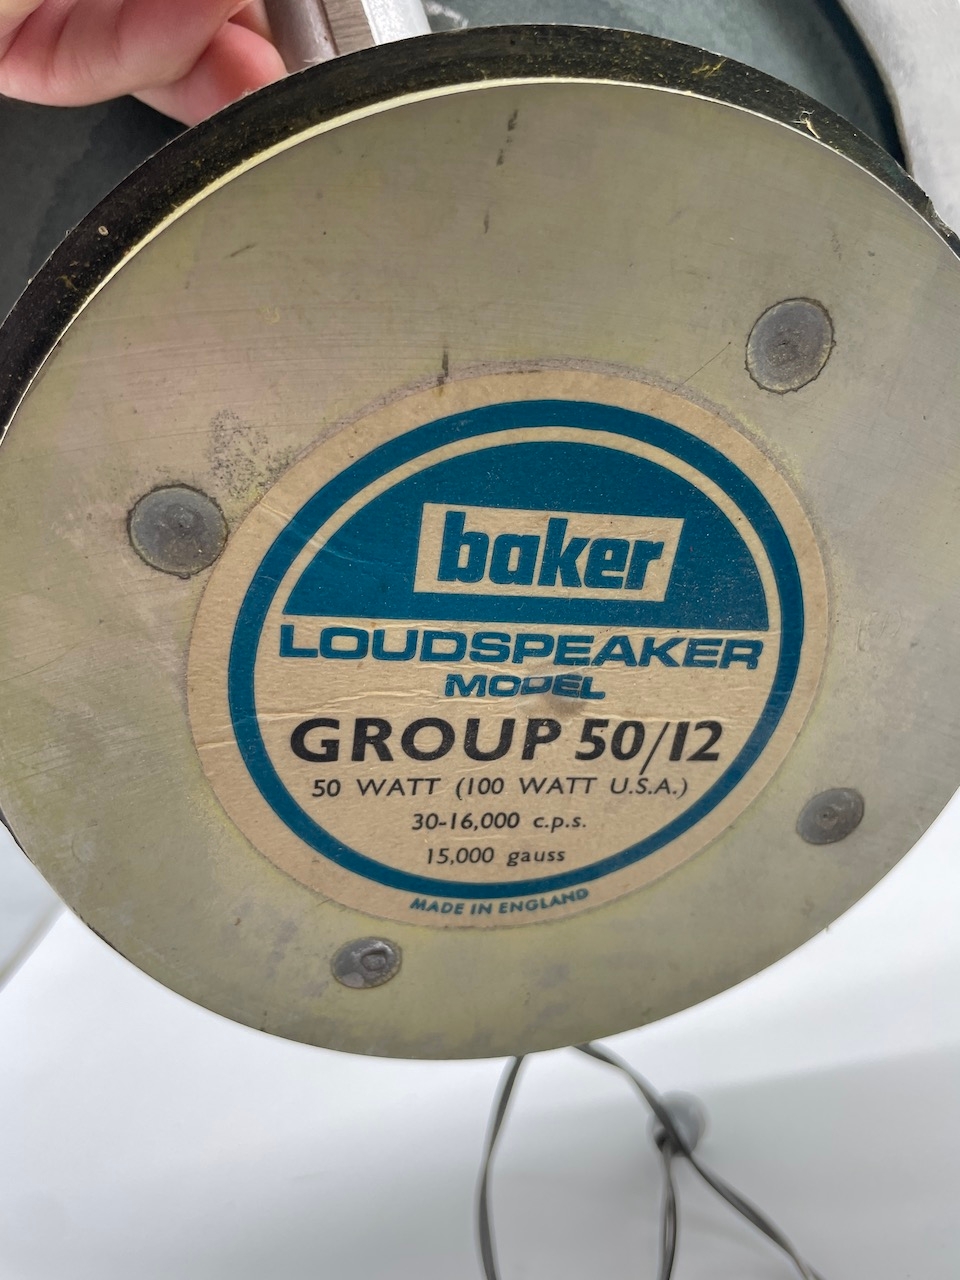 baker
LOUDSPEAKER
MODEL
GROUP 50/12
50 WATT (100 WATT U.S.A.)
30-16,000 c.p.s.
15,000 gauss
MADE IN ENGLAND